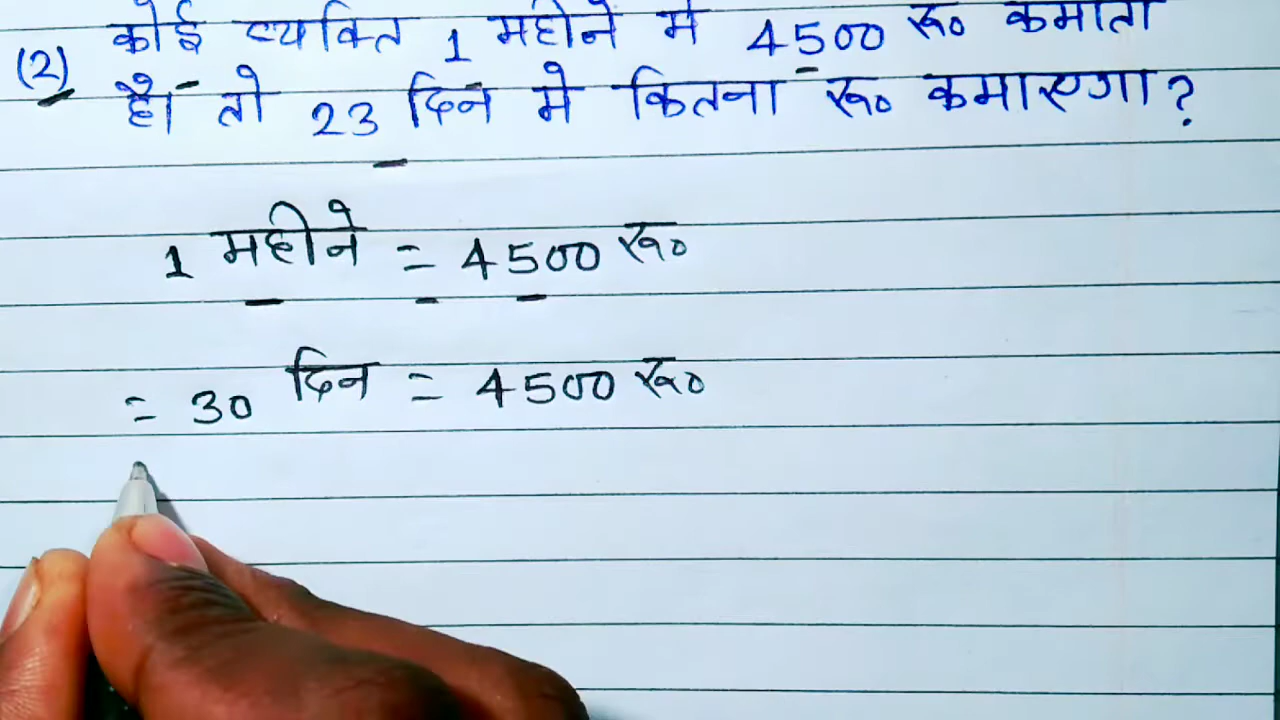 (2) कोई व्यक्ति 1 महीने में 4500 रू० कमाता
है। तो 23 दिन मे कितना रू० कमाएगा?
1 महीने = 4500 रू०
= 30 दिन = 4500 रू०